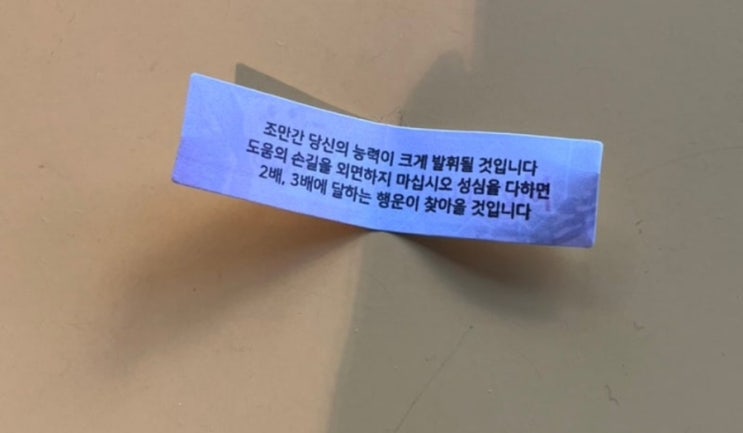 조만간 당신의 능력이 크게 발휘될 것입니다
도움의 손길을 외면하지 마십시오 성심을 다하면
2배, 3배에 달하는 행운이 찾아올 것입니다